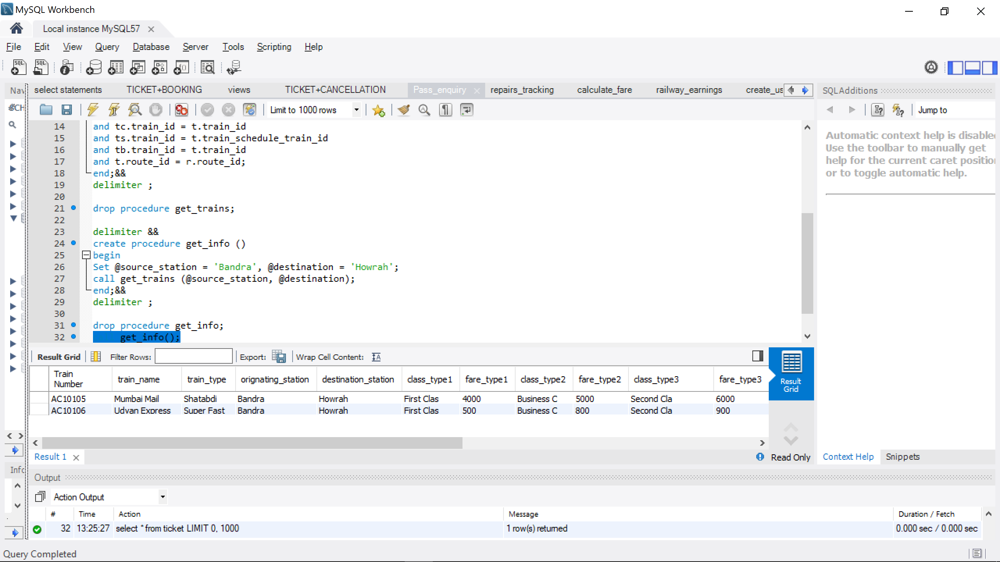 MySQL Workbench
Local instance MySQL57
File Edit View Query Database Server Tools Scripting Help
Nav
select statements TICKET+BOOKING views TICKET+CANCELLATION Pass_enquiry repairs_tracking calculate_fare railway_earnings create_us
SQLAdditions
Limit to 1000 rows
Jump to
14 and tc.train_id = t.train_id
15 and ts.train_id = t.train_schedule_train_id
16 and tb.train_id = t.train_id
17 and t.route_id = r.route_id;
18 end;&&
19 delimiter ;
20
21 drop procedure get_trains;
22
23 delimiter &&
24 create procedure get_info ()
25 begin
26 Set @source_station = 'Bandra', @destination = 'Howrah';
27 call get_trains (@source_station, @destination);
28 end;&&
29 delimiter ;
30
31 drop procedure get_info;
32 get_info();
Automatic context help is disable
Use the toolbar to manually get
help for the current caret positio
or to toggle automatic help.
Result Grid Filter Rows: Export: Wrap Cell Content:
Train Number train_name train_type orignating_station destination_station class_type1 fare_type1 class_type2 fare_type2 class_type3 fare_type3
AC10105 Mumbai Mail Shatabdi Bandra Howrah First Clas 4000 Business C 5000 Second Cla 6000
AC10106 Udyan Express Super Fast Bandra Howrah First Clas 500 Business C 800 Second Cla 900
Result
Grid
Result 1
Read Only
Context Help Snippets
Info
Output
Action Output
# Time Action Message Duration / Fetch
32 13:25:27 select * from ticket LIMIT 0, 1000 1 row(s) returned 0.000 sec / 0.000 sec
Query Completed